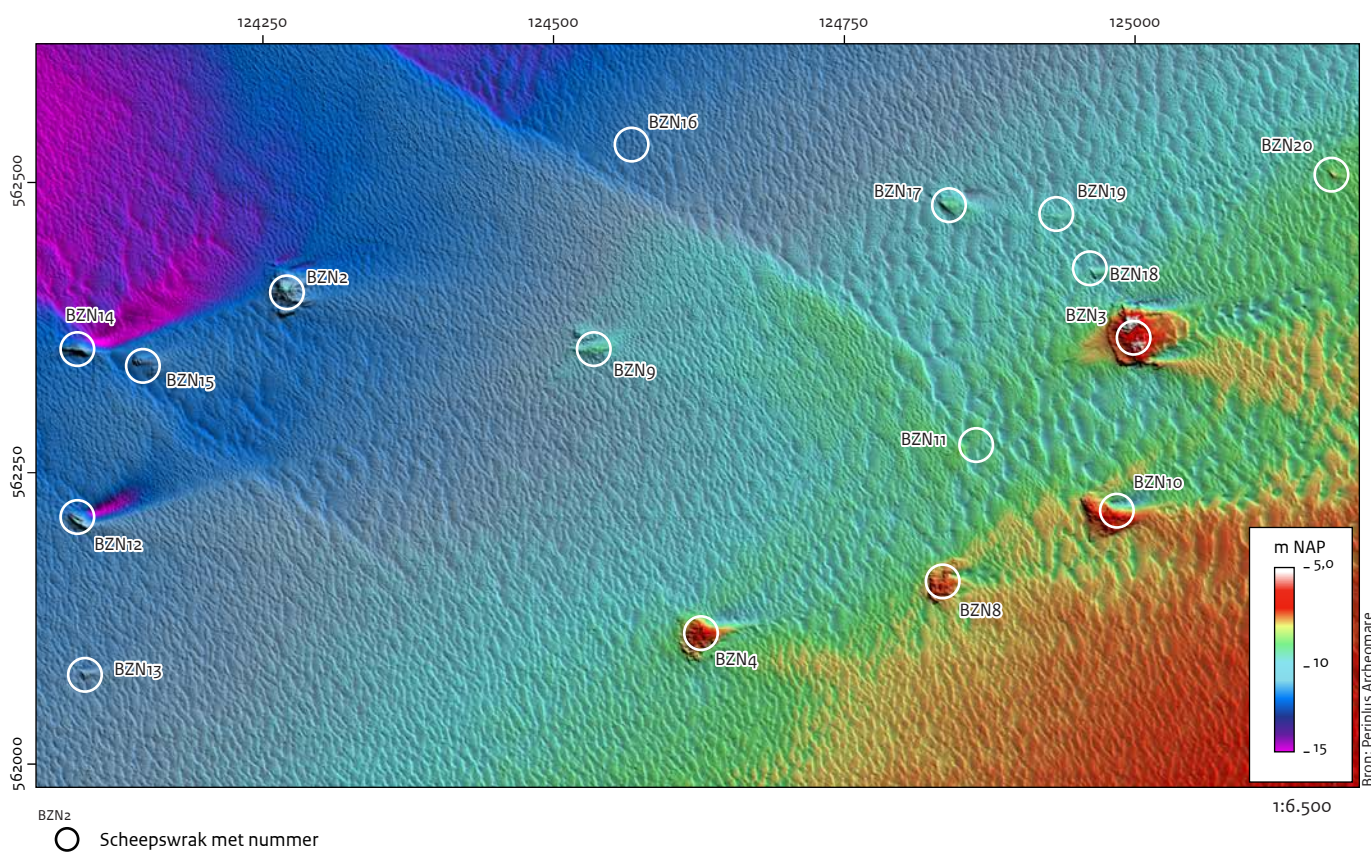 124250 124500 124750 125000
BZN16
BZN20
562500
BZN17
BZN19
BZN18
BZN2
BZN14
BZN3
BZN9
BZN15
BZN11
562250
BZN10
BZN12
m NAP
- 5,0
BZN8
BZN4
- 10
BZN13
- 15
562000
Bron: Periplus Archeomare
1:6.500
BZN2
Scheepswrak met nummer